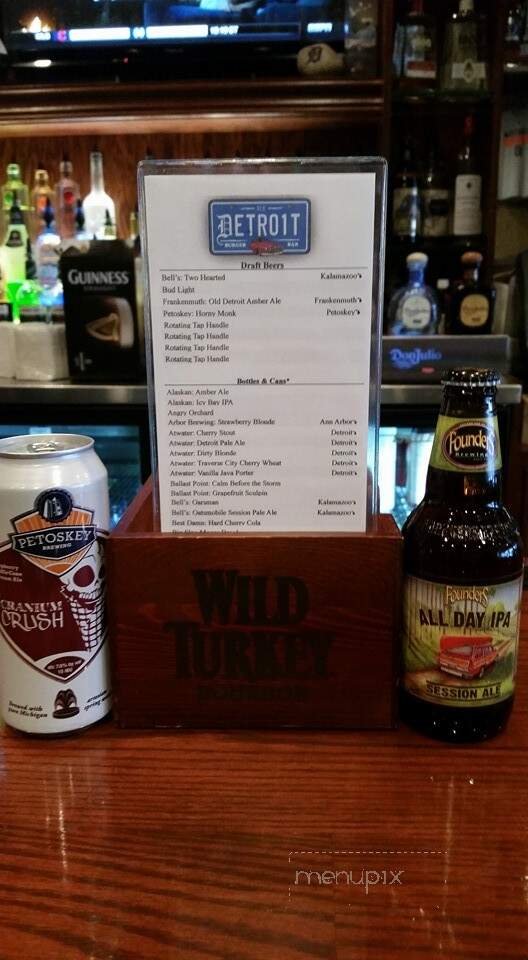 GUINNESS
DonJulio
DETRO1T
BURGER BAR
Draft Beers
Bell's: Two Hearted Kalamazoo's
Bud Light
Frankenmuth: Old Detroit Amber Ale Frankenmuth's
Petoskey: Horny Monk Petoskey's
Rotating Tap Handle
Rotating Tap Handle
Rotating Tap Handle
Rotating Tap Handle
Bottles & Cans*
Alaskan: Amber Ale
Alaskan: Icy Bay IPA
Angry Orchard
Arbor Brewing: Strawberry Blonde Ann Arbor's
Atwater: Cherry Stout Detroit's
Atwater: Detroit Pale Ale Detroit's
Atwater: Dirty Blonde Detroit's
Atwater: Traverse City Cherry Wheat Detroit's
Atwater: Vanilla Java Porter Detroit's
Ballast Point: Calm Before the Storm
Ballast Point: Grapefruit Sculpin
Bell's: Oarsman Kalamazoo's
Bell's: Oatsmobile Session Pale Ale Kalamazoo's
Best Damn: Hard Cherry Cola
WILD
TURKEY
BOURBON
PETOSKEY
BREWING
CRANIUM
CRUSH
Founders
Brewing
Founders
ALL DAY IPA
SESSION ALE
menupix